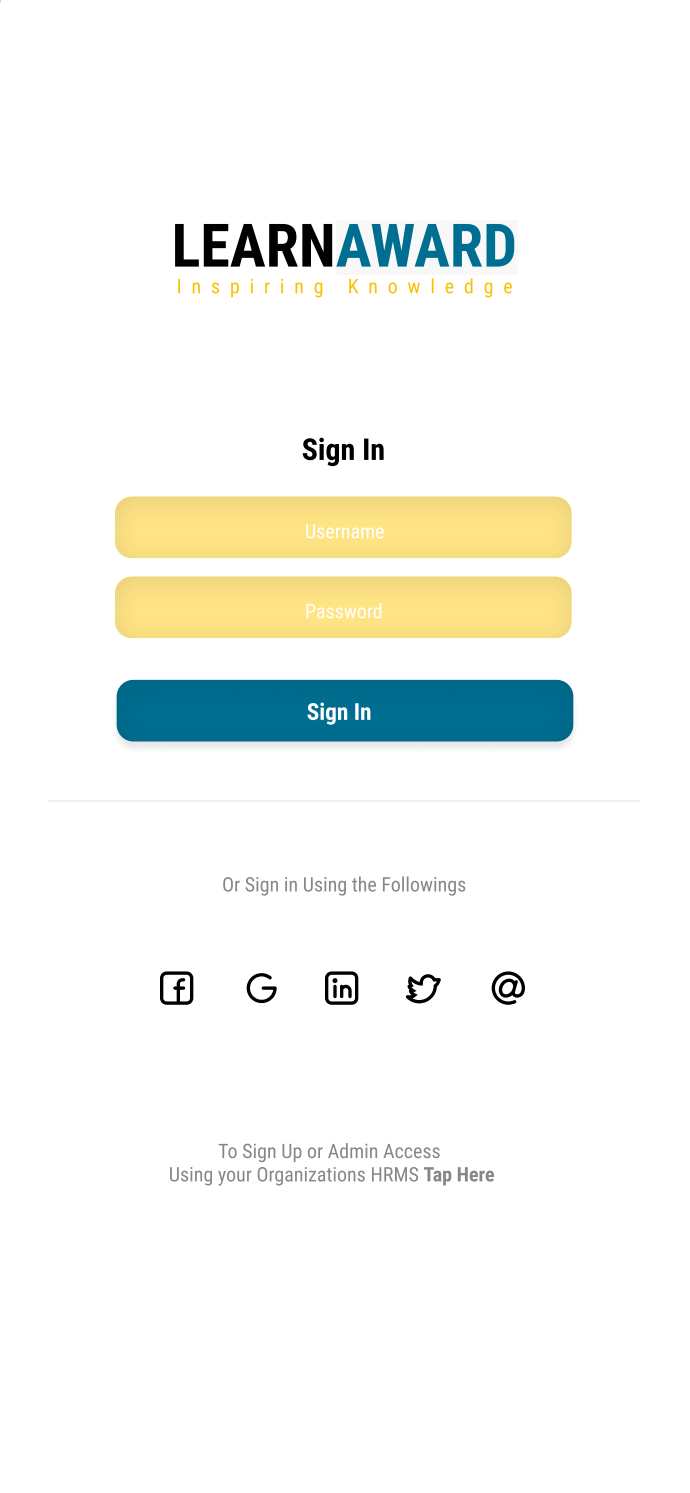 LEARNAWARD
Inspiring Knowledge
Sign In
Username
Password
Sign In
Or Sign in Using the Followings
To Sign Up or Admin Access
Using your Organizations HRMS Tap Here